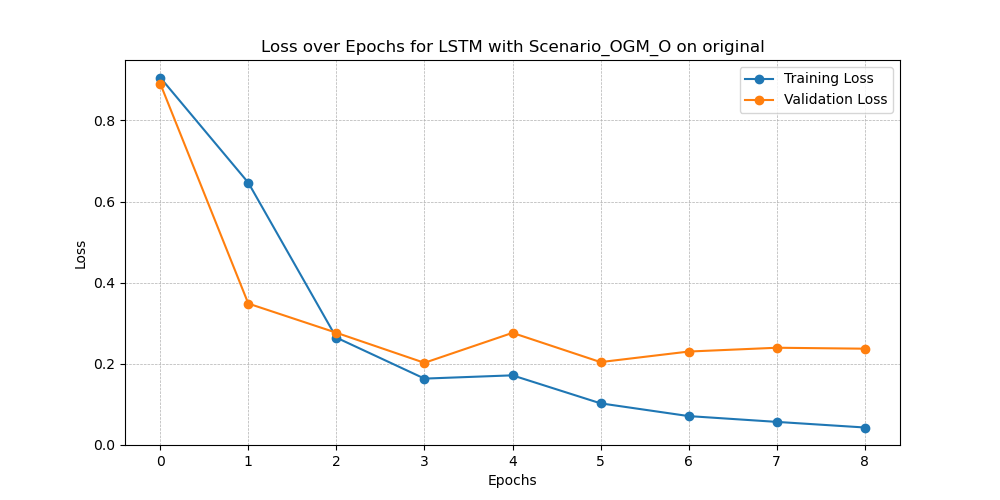 Loss over Epochs for LSTM with Scenario_OGM_O on original
Training Loss
Validation Loss
0.8
0.6
0.4
0.2
0.0
Loss
0 1 2 3 4 5 6 7 8
Epochs